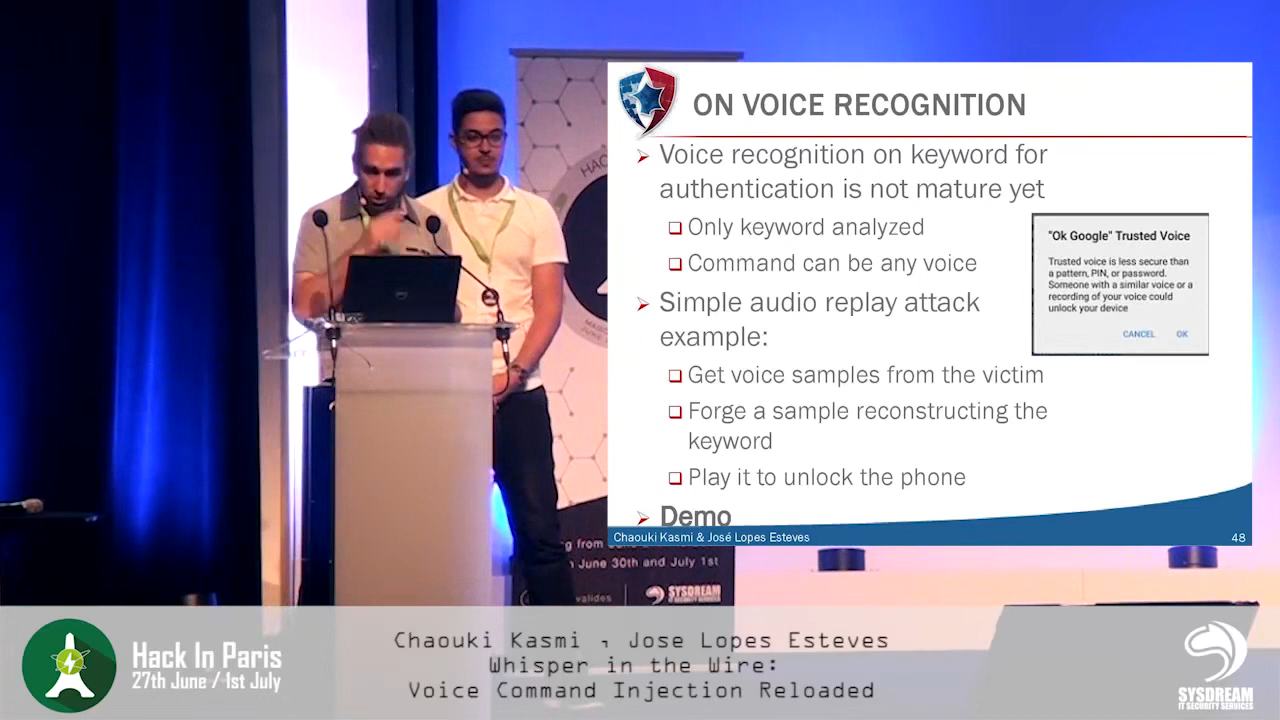 ON VOICE RECOGNITION
Voice recognition on keyword for
authentication is not mature yet
Only keyword analyzed
Command can be any voice
"Ok Google" Trusted Voice
Trusted voice is less secure than
a pattern, PIN, or password.
Someone with a similar voice or a
recording of your voice could
unlock your device
CANCEL OK
Simple audio replay attack
example:
Get voice samples from the victim
Forge a sample reconstructing the
keyword
Play it to unlock the phone
Demo
Chaouki Kasmi & José Lopes Esteves
48
from
June 30th and July 1st
valides
SYSDREAM
IT SECURITY SERVICES
Hack In Paris
27th June / 1st July
Chaouki Kasmi , Jose Lopes Esteves
Whisper in the Wire:
Voice Command Injection Reloaded
SYSDREAM
IT SECURITY SERVICES